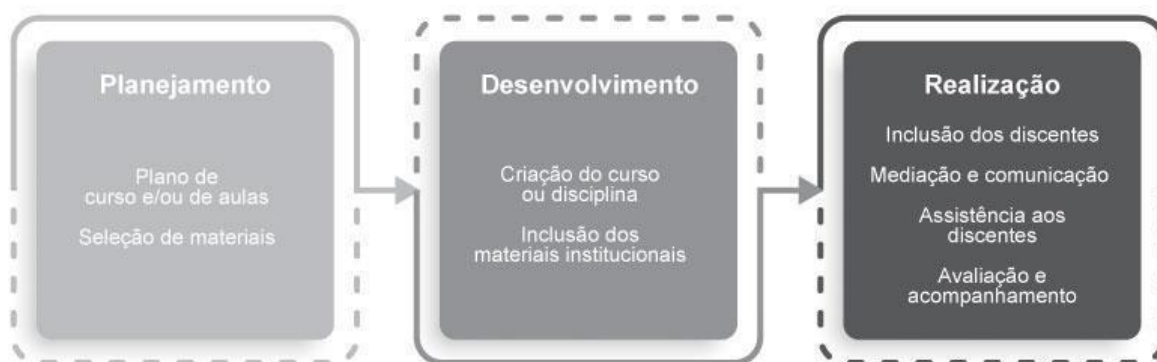 Planejamento
Plano de
curso e/ou de aulas
Seleção de materiais
Desenvolvimento
Criação do curso
ou disciplina
Inclusão dos
materiais institucionais
Realização
Inclusão dos discentes
Mediação e comunicação
Assistência aos
discentes
Avaliação e
acompanhamento